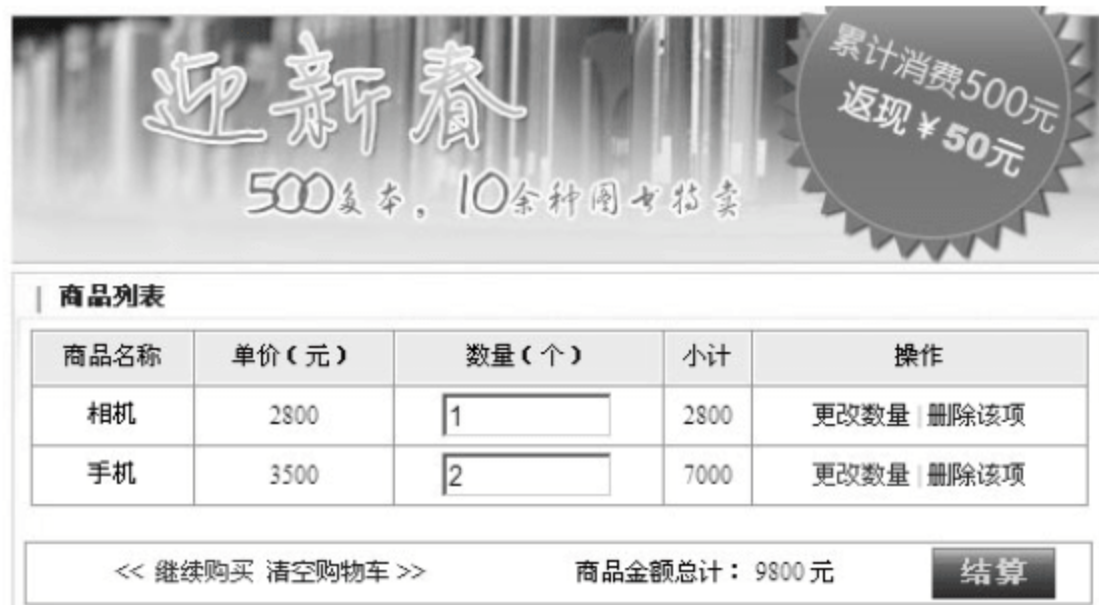 迎新春
累计消费500元
返现￥50元
500多本，10余种图书特卖
商品列表
商品名称 单价（元） 数量（个） 小计 操作
相机 2800 1 2800 更改数量 | 删除该项
手机 3500 2 7000 更改数量 | 删除该项
<< 继续购买 清空购物车 >> 商品金额总计： 9800 元 结算